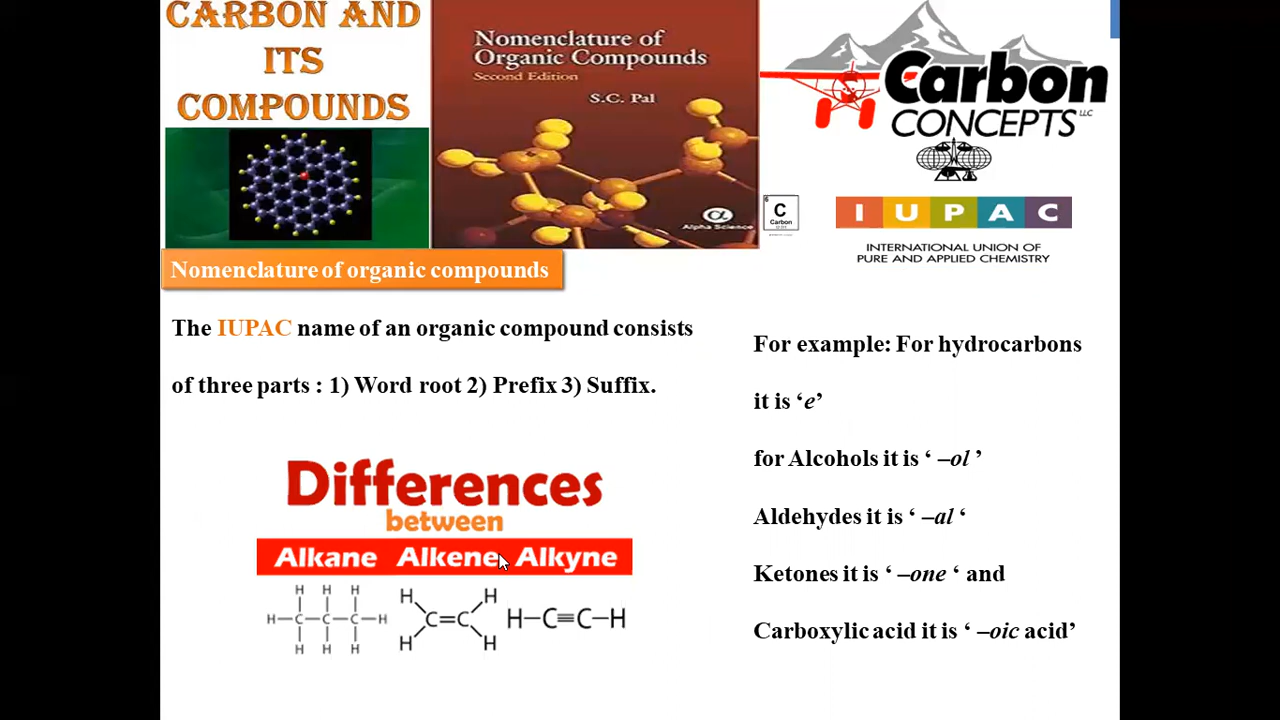 CARBON AND
ITS
COMPOUNDS
Nomenclature of
Organic Compounds
Second Edition
S.C. Pal
α
Alpha Science
Carbon
CONCEPTS LLC
6
C
Carbon
I U P A C
INTERNATIONAL UNION OF
PURE AND APPLIED CHEMISTRY
Nomenclature of organic compounds
The IUPAC name of an organic compound consists
of three parts : 1) Word root 2) Prefix 3) Suffix.
Differences
between
Alkane Alkene Alkyne
H H H
H-C-C-C-H
H H H
H H
C=C
H H
H-C≡C-H
For example: For hydrocarbons
it is ‘e’
for Alcohols it is ‘ –ol ’
Aldehydes it is ‘ –al ‘
Ketones it is ‘ –one ‘ and
Carboxylic acid it is ‘ –oic acid’